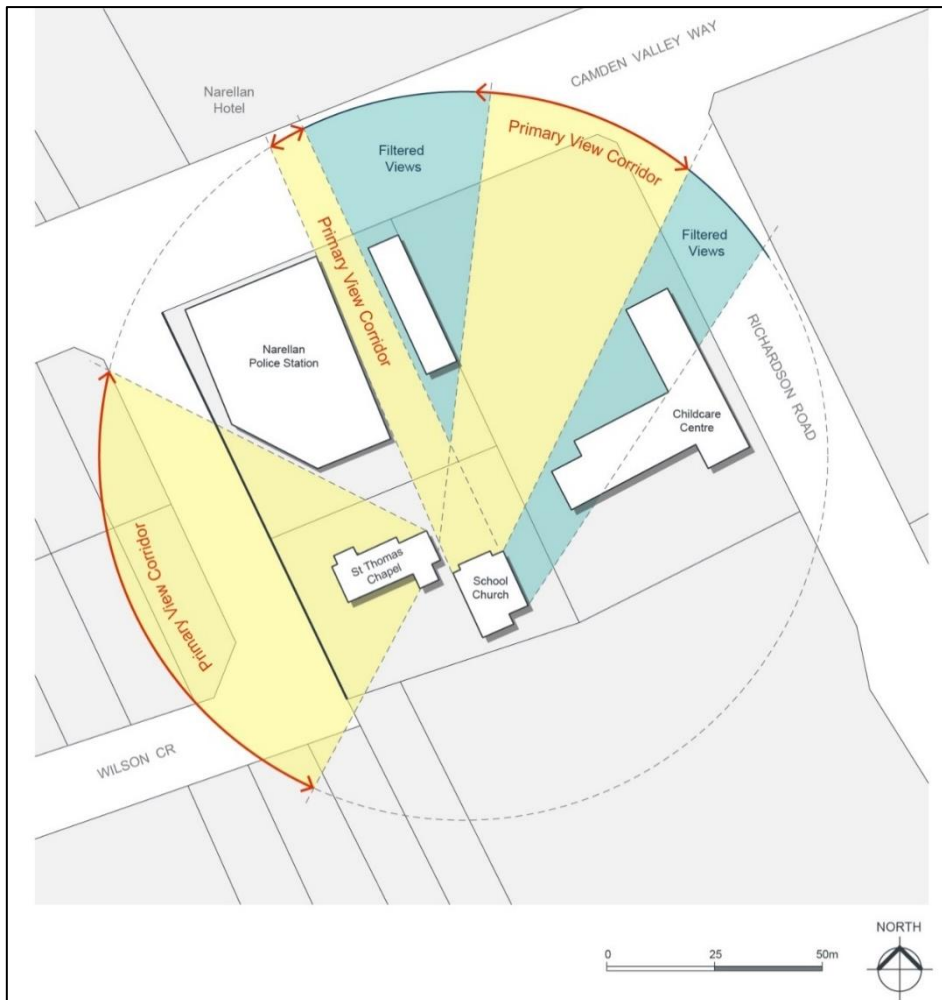 CAMDEN VALLEY WAY
Narellan
Hotel
Primary View Corridor
Filtered
Views
Primary View Corridor
Filtered
Views
Narellan
Police Station
RICHARDSON ROAD
Childcare
Centre
St Thomas
Chapel
School
Church
Primary View Corridor
WILSON CR
NORTH
0 25 50m